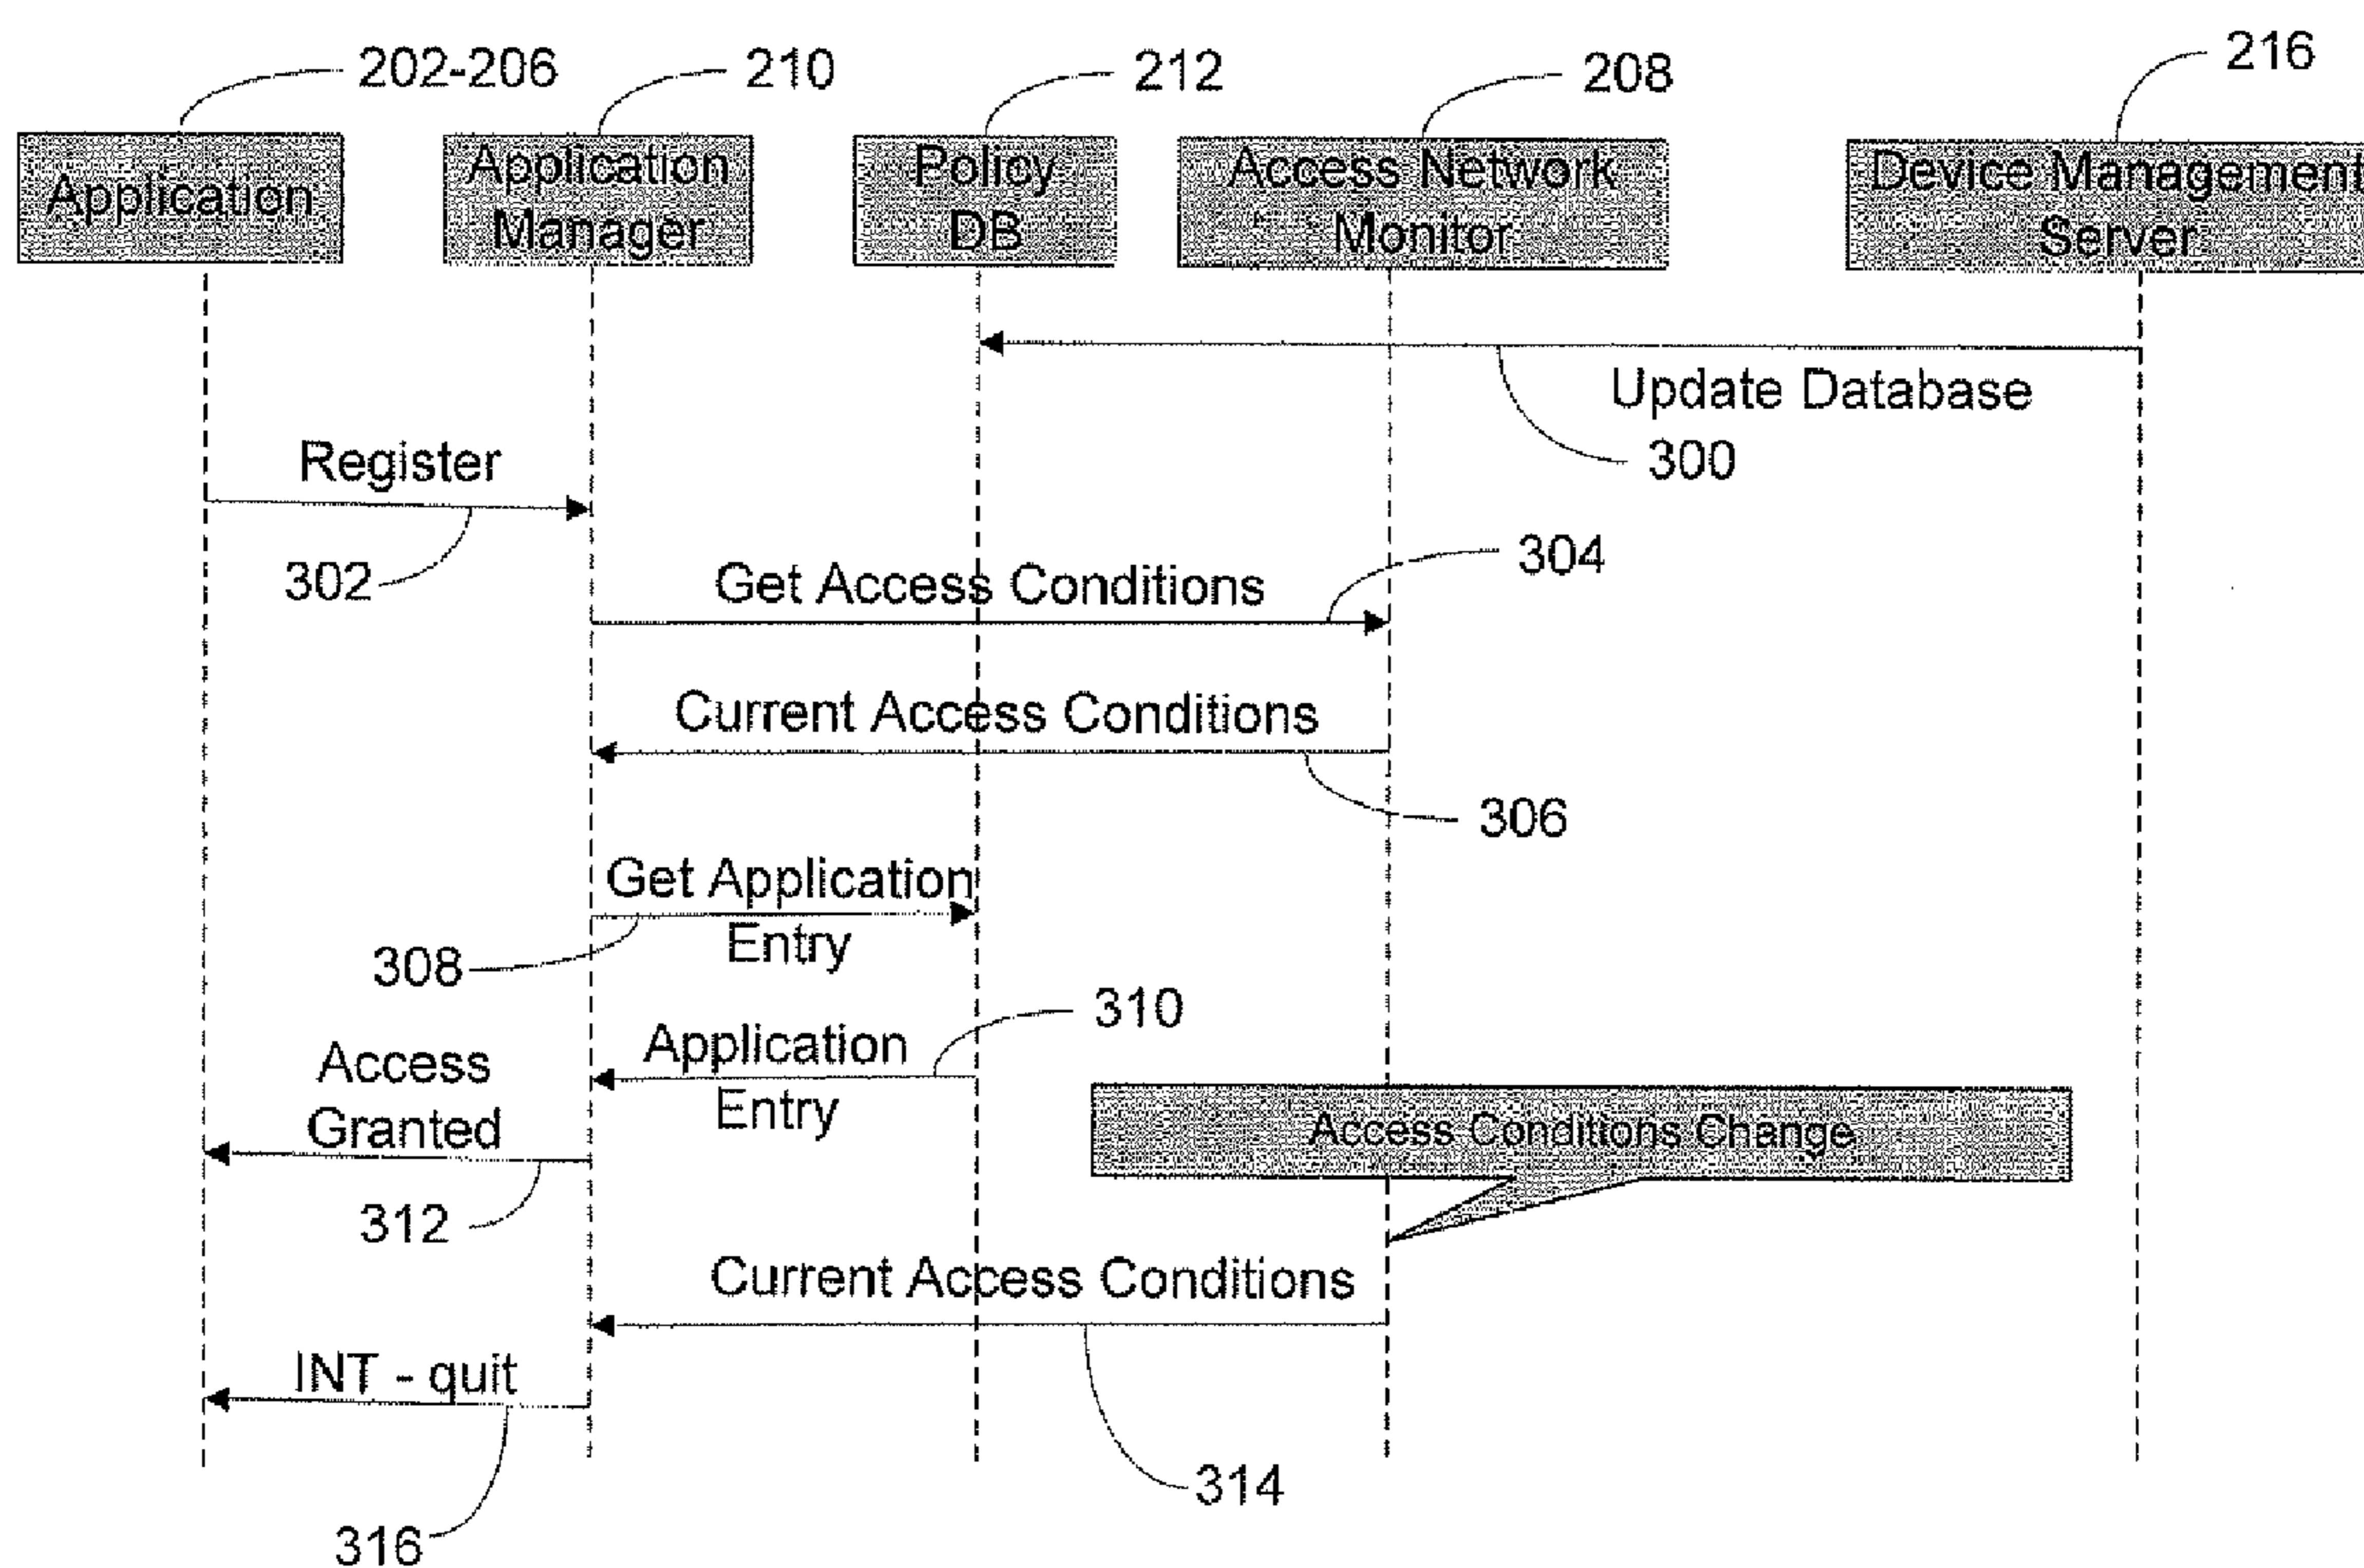 202-206 210 212 208 216
Application Application Policy Access Network Device Management
Manager DB Monitor Server
Update Database
300
Register
302
304
Get Access Conditions
Current Access Conditions
306
Get Application
Entry
308
310
Application
Entry
Access
Granted
Access Conditions Change
312
Current Access Conditions
INT - quit
314
316